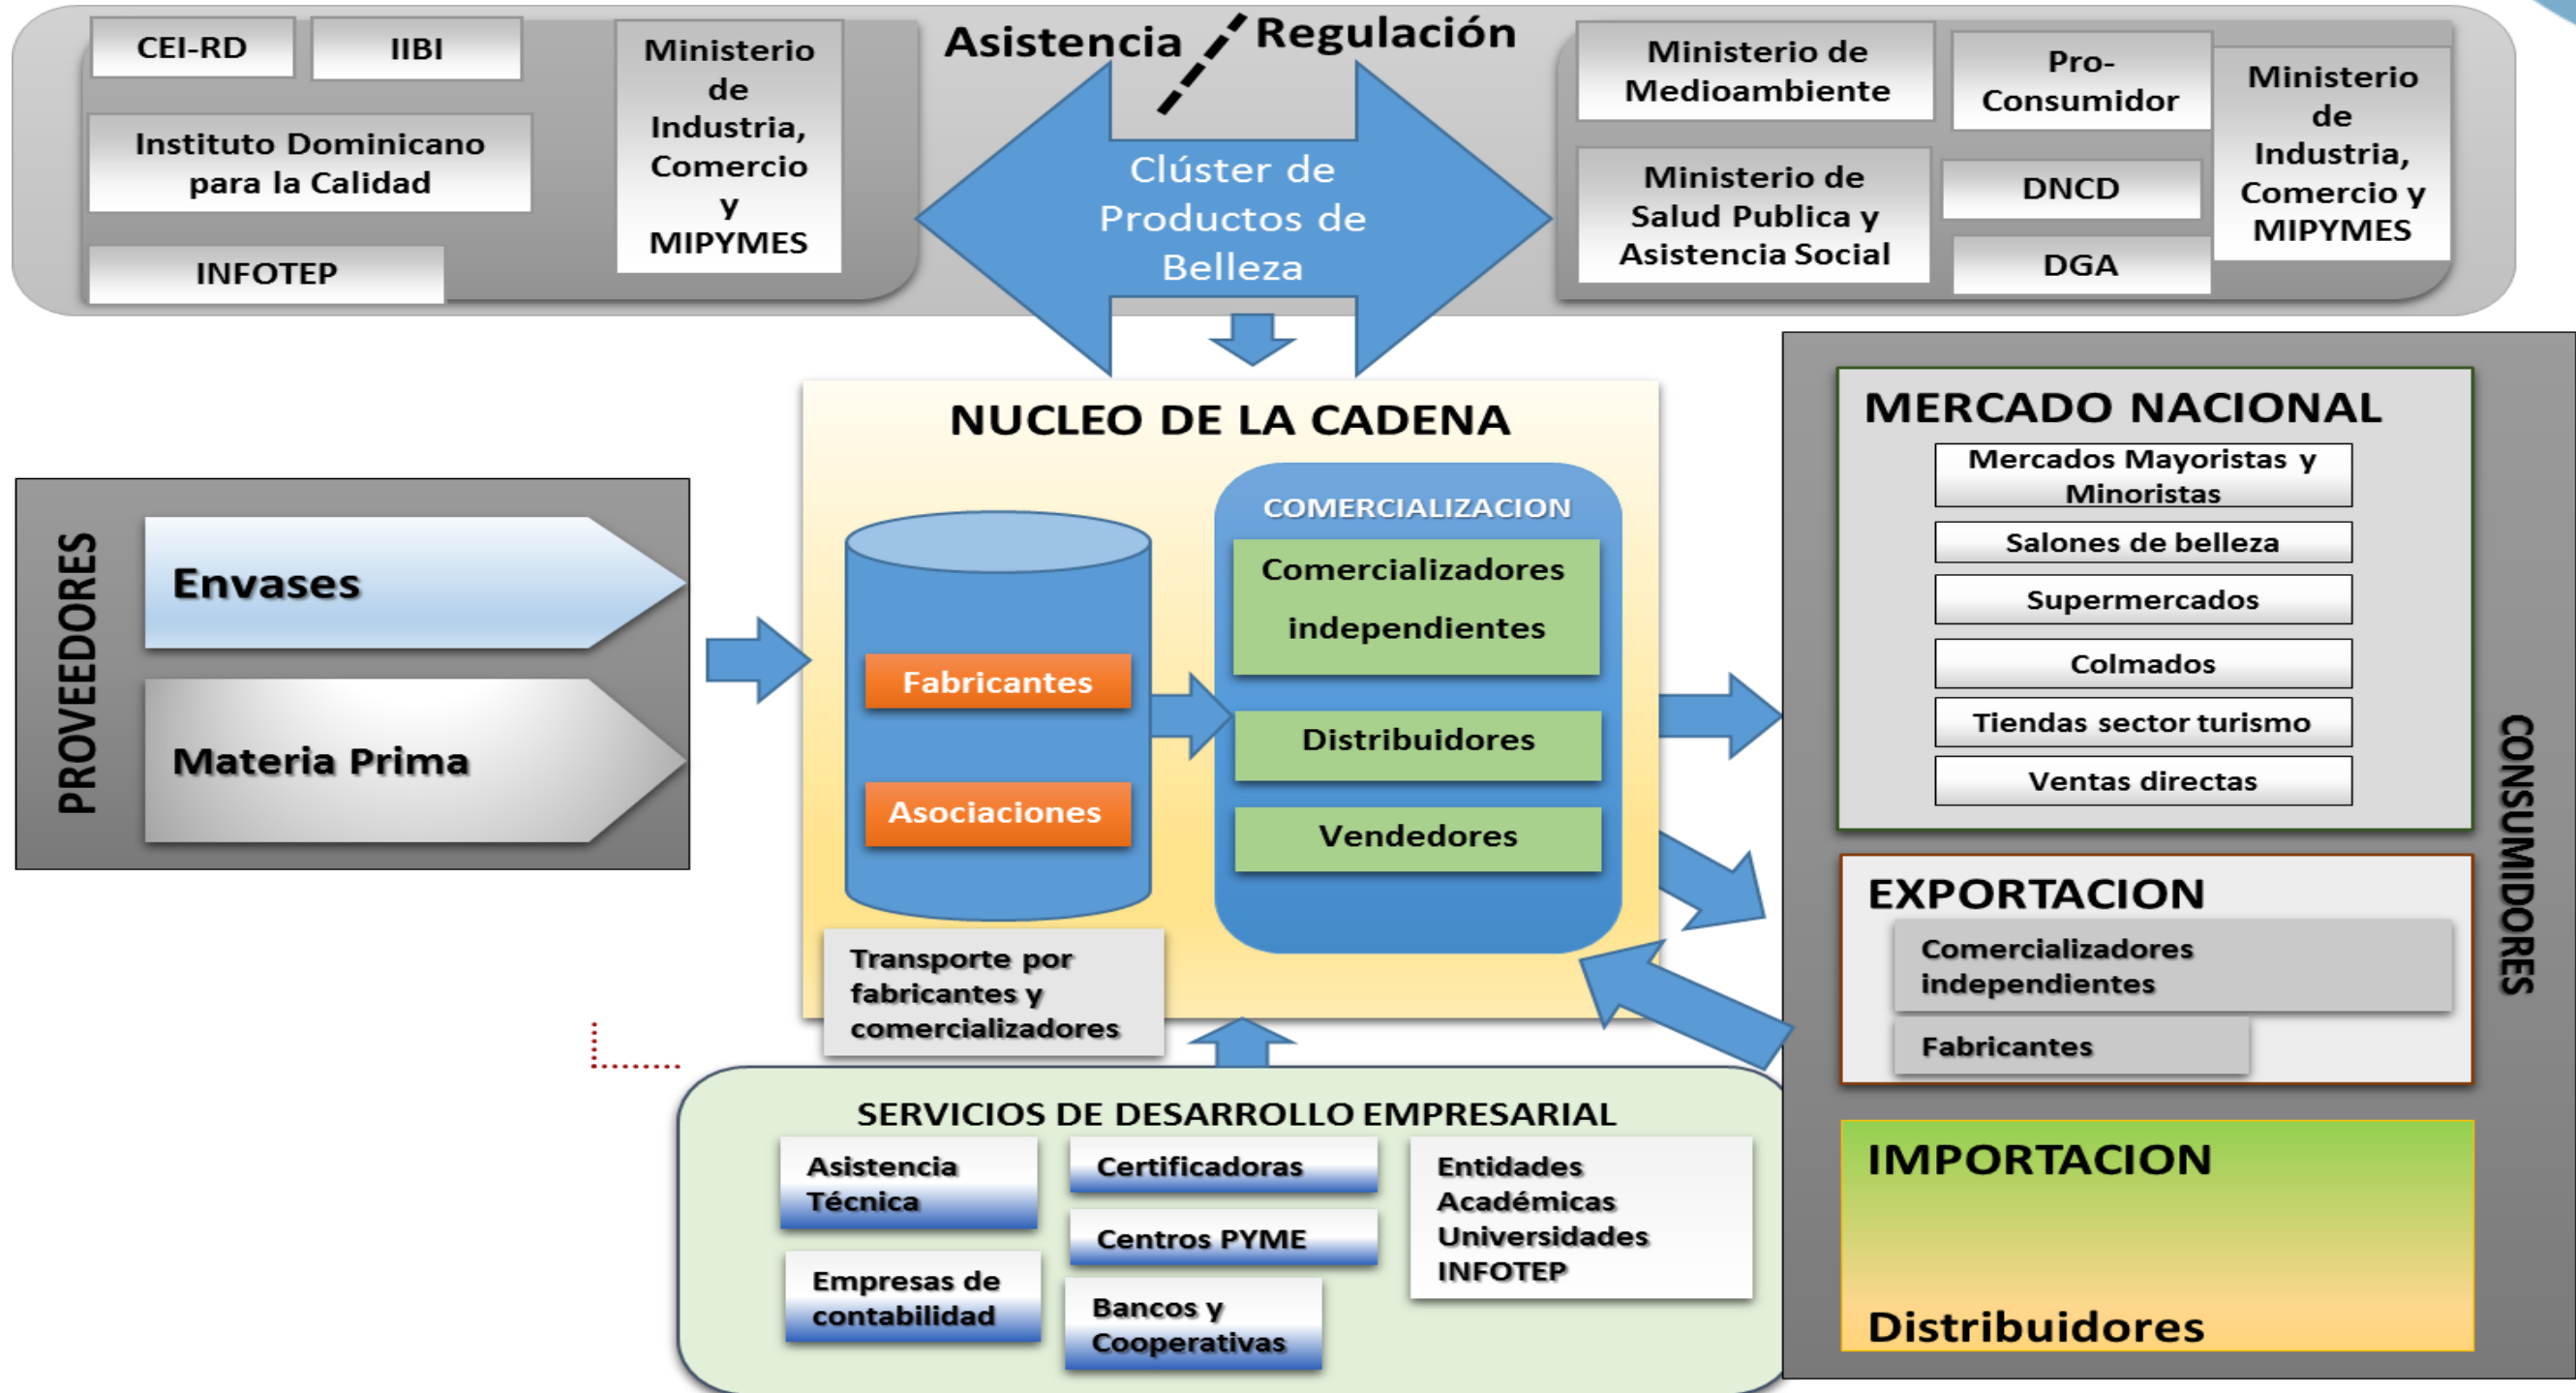 CEI-RD
IIBI
Instituto Dominicano
para la Calidad
INFOTEP
Ministerio
de
Industria,
Comercio
y
MIPYMES
Asistencia
Regulación
Clúster de
Productos de
Belleza
Ministerio de
Medioambiente
Ministerio de
Salud Publica y
Asistencia Social
Pro-
Consumidor
DNCD
DGA
Ministerio
de
Industria,
Comercio y
MIPYMES
PROVEEDORES
Envases
Materia Prima
NUCLEO DE LA CADENA
Fabricantes
Asociaciones
COMERCIALIZACION
Comercializadores
independientes
Distribuidores
Vendedores
Transporte por
fabricantes y
comercializadores
MERCADO NACIONAL
Mercados Mayoristas y
Minoristas
Salones de belleza
Supermercados
Colmados
Tiendas sector turismo
Ventas directas
EXPORTACION
Comercializadores
independientes
Fabricantes
IMPORTACION
Distribuidores
CONSUMIDORES
SERVICIOS DE DESARROLLO EMPRESARIAL
Asistencia
Técnica
Empresas de
contabilidad
Certificadoras
Centros PYME
Bancos y
Cooperativas
Entidades
Académicas
Universidades
INFOTEP